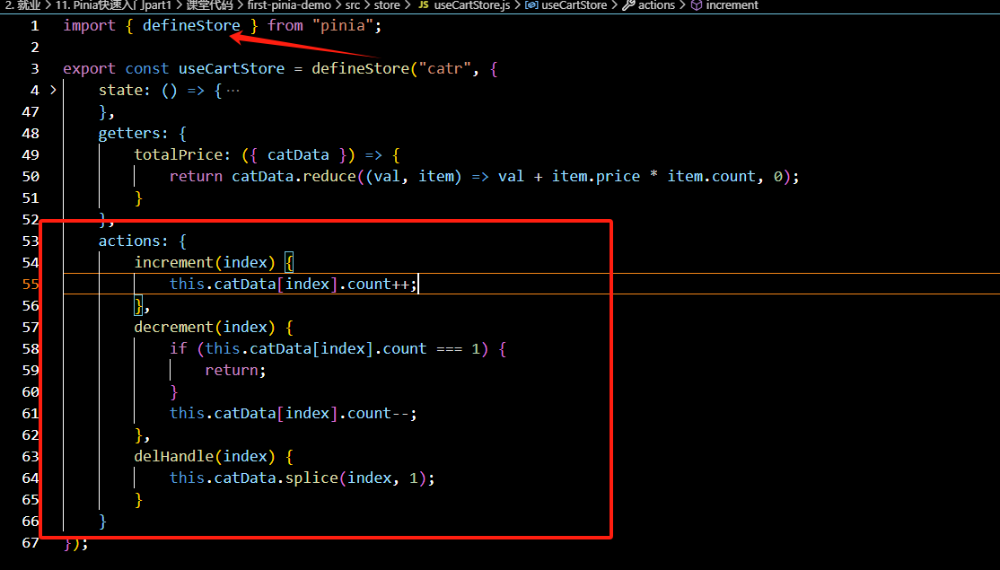 2. 就业 > 11. Pinia快速入门part1 > 课堂代码 > first-pinia-demo > src > store > JS useCartStore.js > useCartStore > actions > increment
1 import { defineStore } from "pinia";
2
3 export const useCartStore = defineStore("catr", {
4 > state: () => { ···
47 },
48 getters: {
49 totalPrice: ({ catData }) => {
50 return catData.reduce((val, item) => val + item.price * item.count, 0);
51 }
52 },
53 actions: {
54 increment(index) {
55 this.catData[index].count++;
56 },
57 decrement(index) {
58 if (this.catData[index].count === 1) {
59 return;
60 }
61 this.catData[index].count--;
62 },
63 delHandle(index) {
64 this.catData.splice(index, 1);
65 }
66 }
67 });